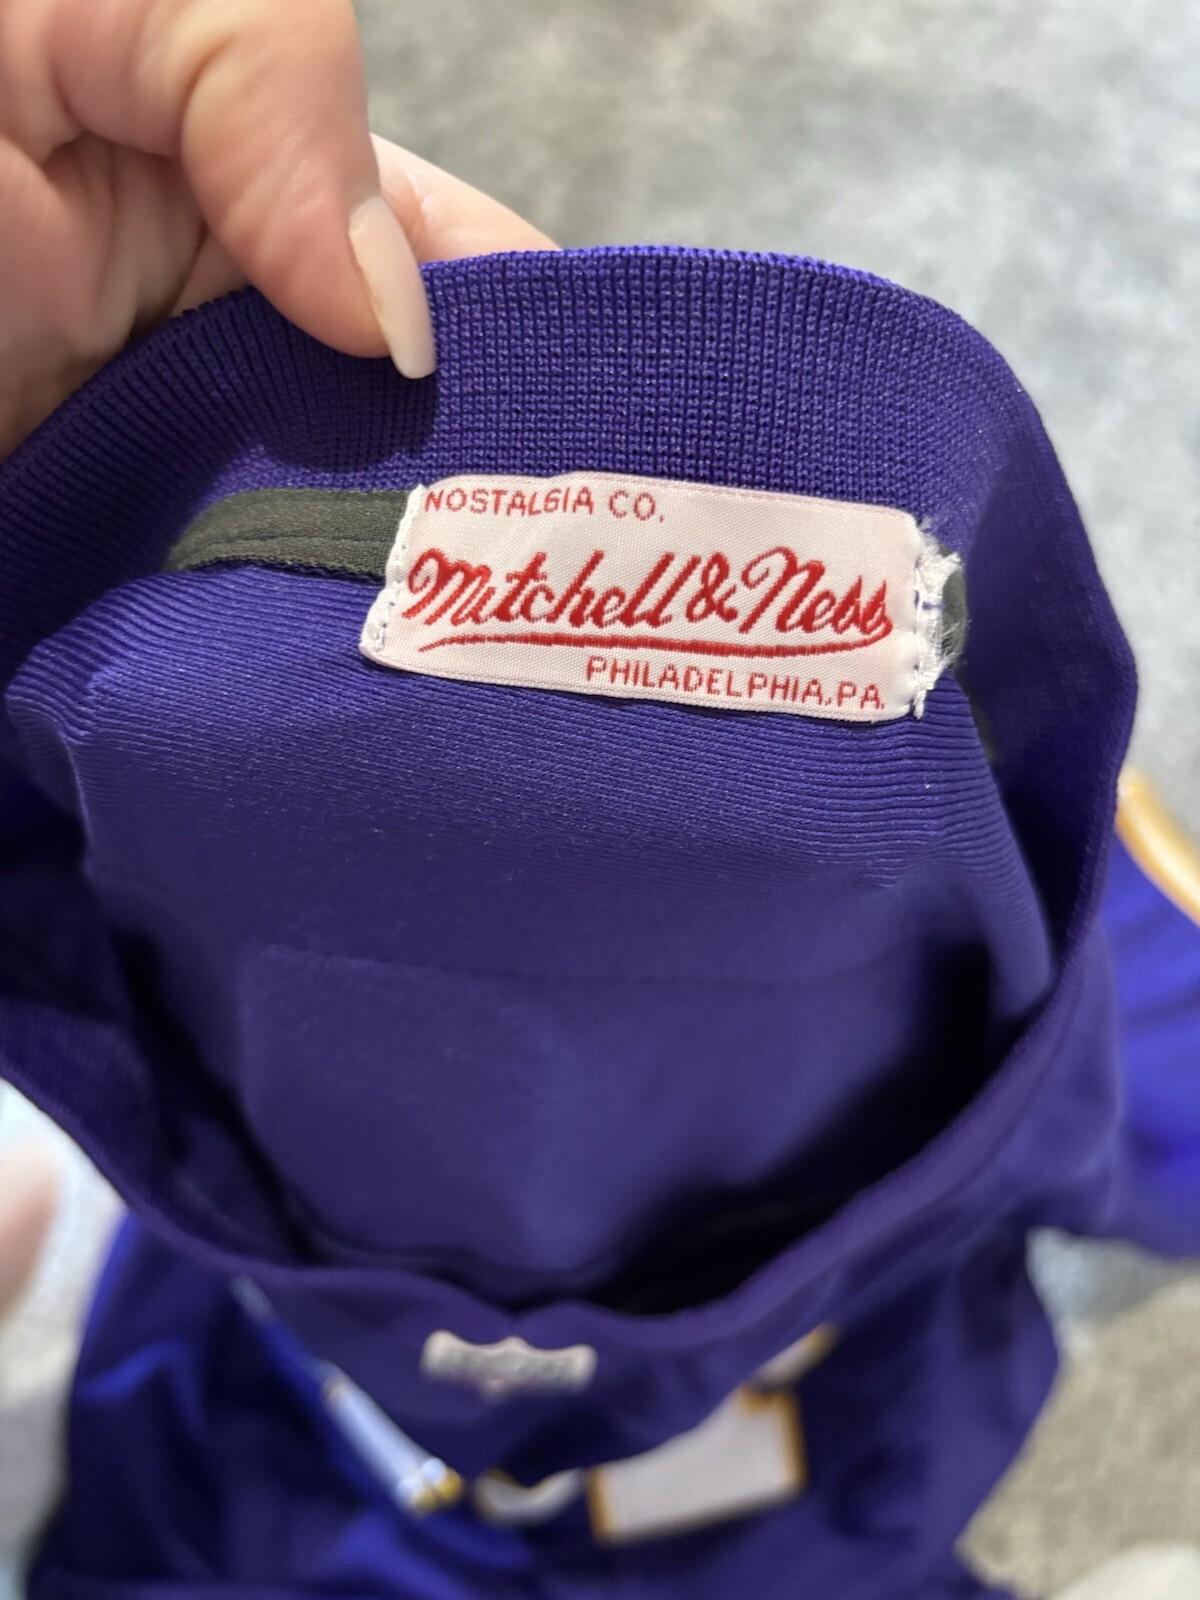 NOSTALGIA CO.
Mitchell & Ness
PHILADELPHIA, PA.